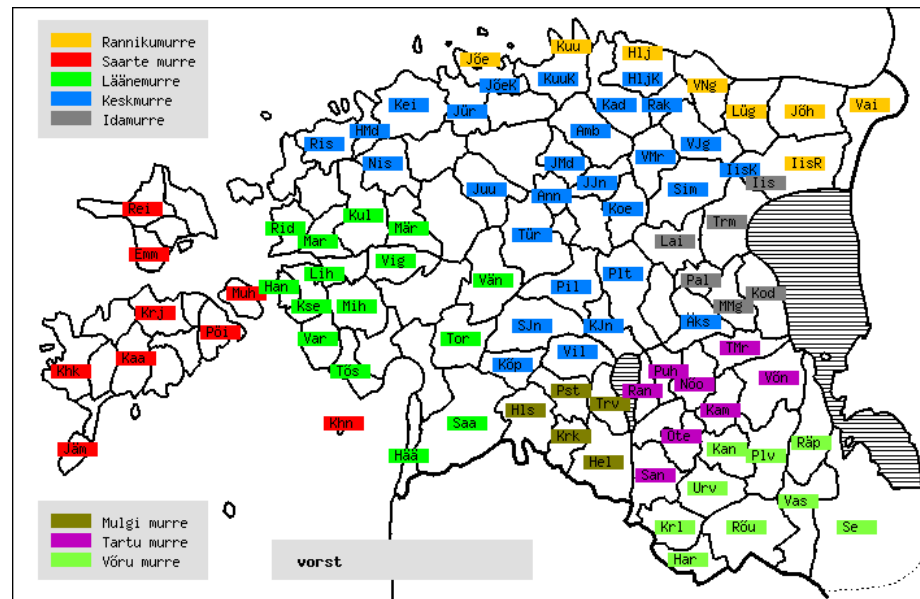 Rannikumurre
Saarte murre
Läänemurre
Keskmurre
Idamurre
Kuu
Hlj
Jõe
JõeK
KuuK
HljK
VNg
Kei
Jür
Kad
Rak
Lüg
Jõh
Vai
HMd
Amb
Ris
Nis
JMd
VMr
VJg
IisR
IisK
Iis
Juu
Ann
JJn
Sim
Rei
Kul
Koe
Rid
Mar
Mär
Tür
Lai
Trm
Emm
Vig
Lih
Vän
Plt
Pal
Han
Muh
Pil
Kod
Kse
Mih
MMg
Krj
Põi
SJn
KJn
Äks
Var
Tor
TMr
Kaa
Khk
Tõs
Köp
Vil
Puh
Nõo
Võn
Pst
Ran
Trv
Hls
Kam
Khn
Saa
Krk
Ote
Jäm
Hää
Hel
Kan
Plv
Räp
San
Urv
Vas
Krl
Rõu
Se
Har
Mulgi murre
Tartu murre
Võru murre
vorst